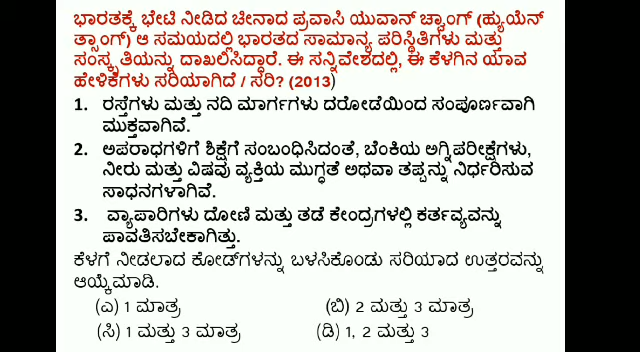 ಭಾರತಕ್ಕೆ ಭೇಟಿ ನೀಡಿದ ಚೀನಾದ ಪ್ರವಾಸಿ ಯುವಾನ್ ಚ್ವಾಂಗ್ (ಹ್ಯುಯೆನ್
ತ್ಸಾಂಗ್) ಆ ಸಮಯದಲ್ಲಿ ಭಾರತದ ಸಾಮಾನ್ಯ ಪರಿಸ್ಥಿತಿಗಳು ಮತ್ತು
ಸಂಸ್ಕೃತಿಯನ್ನು ದಾಖಲಿಸಿದ್ದಾರೆ. ಈ ಸನ್ನಿವೇಶದಲ್ಲಿ, ಈ ಕೆಳಗಿನ ಯಾವ
ಹೇಳಿಕೆಗಳು ಸರಿಯಾಗಿದೆ / ಸರಿ? (2013)
1. ರಸ್ತೆಗಳು ಮತ್ತು ನದಿ ಮಾರ್ಗಗಳು ದರೋಡೆಯಿಂದ ಸಂಪೂರ್ಣವಾಗಿ
ಮುಕ್ತವಾಗಿವೆ.
2. ಅಪರಾಧಗಳಿಗೆ ಶಿಕ್ಷೆಗೆ ಸಂಬಂಧಿಸಿದಂತೆ, ಬೆಂಕಿಯ ಅಗ್ನಿಪರೀಕ್ಷೆಗಳು,
ನೀರು ಮತ್ತು ವಿಷವು ವ್ಯಕ್ತಿಯ ಮುಗ್ಧತೆ ಅಥವಾ ತಪ್ಪನ್ನು ನಿರ್ಧರಿಸುವ
ಸಾಧನಗಳಾಗಿವೆ.
3. ವ್ಯಾಪಾರಿಗಳು ದೋಣಿ ಮತ್ತು ತಡೆ ಕೇಂದ್ರಗಳಲ್ಲಿ ಕರ್ತವ್ಯವನ್ನು
ಪಾವತಿಸಬೇಕಾಗಿತ್ತು.
ಕೆಳಗೆ ನೀಡಲಾದ ಕೋಡ್‌ಗಳನ್ನು ಬಳಸಿಕೊಂಡು ಸರಿಯಾದ ಉತ್ತರವನ್ನು
ಆಯ್ಕೆಮಾಡಿ.
(ಎ) 1 ಮಾತ್ರ (ಬಿ) 2 ಮತ್ತು 3 ಮಾತ್ರ
(ಸಿ) 1 ಮತ್ತು 3 ಮಾತ್ರ (ಡಿ) 1, 2 ಮತ್ತು 3